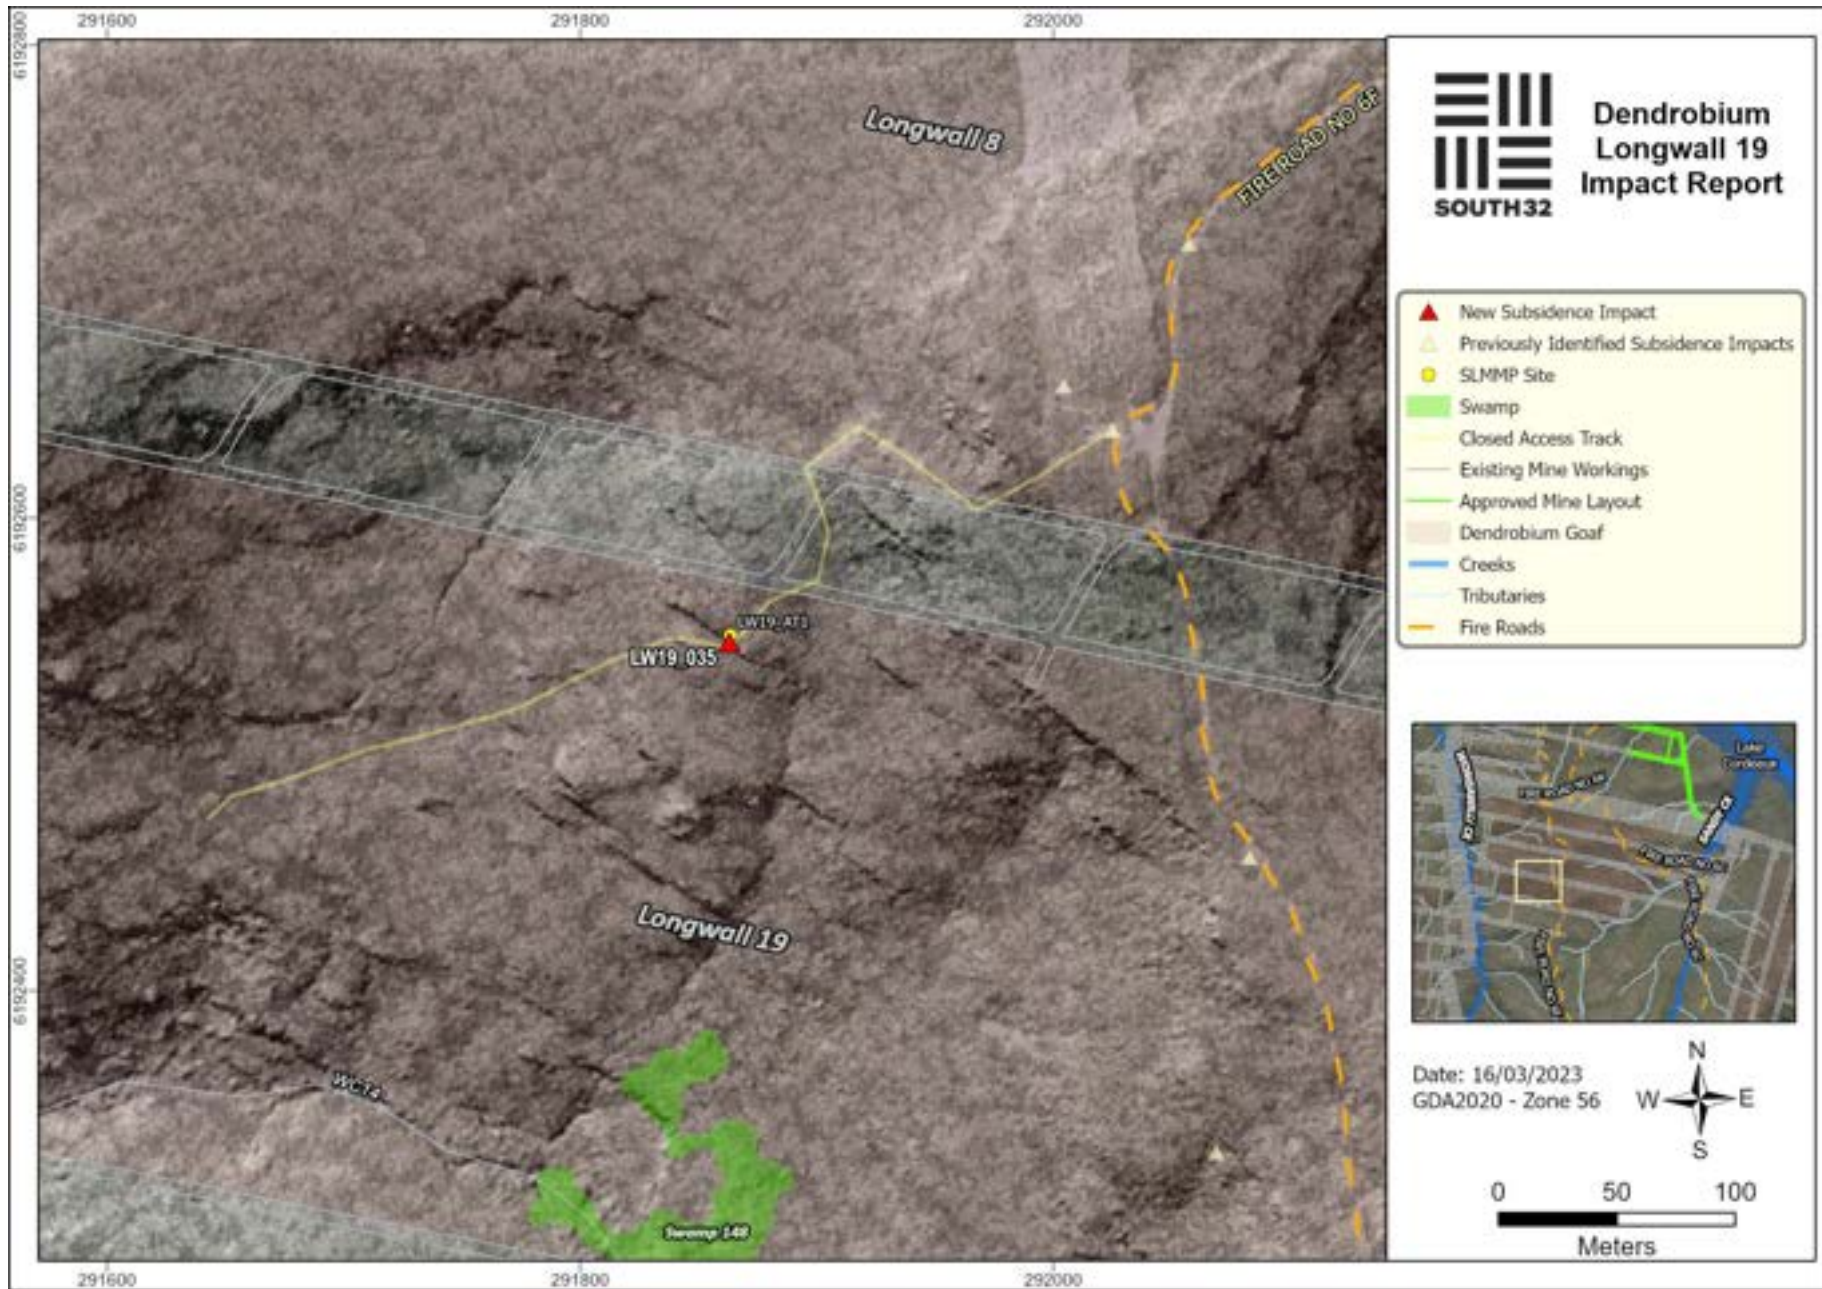 291600
291800
292000
6192800
6192600
6192400
Longwall 8
FIRE ROAD NO 6F
LW19_AT1
LW19_035
Longwall 19
WC14
Swamp 148
291600
291800
292000
SOUTH32
Dendrobium
Longwall 19
Impact Report
New Subsidence Impact
Previously Identified Subsidence Impacts
SLMMP Site
Swamp
Closed Access Track
Existing Mine Workings
Approved Mine Layout
Dendrobium Goaf
Creeks
Tributaries
Fire Roads
Lake
SANDY CK
Date: 16/03/2023
GDA2020 - Zone 56
N
W
E
S
0 50 100
Meters